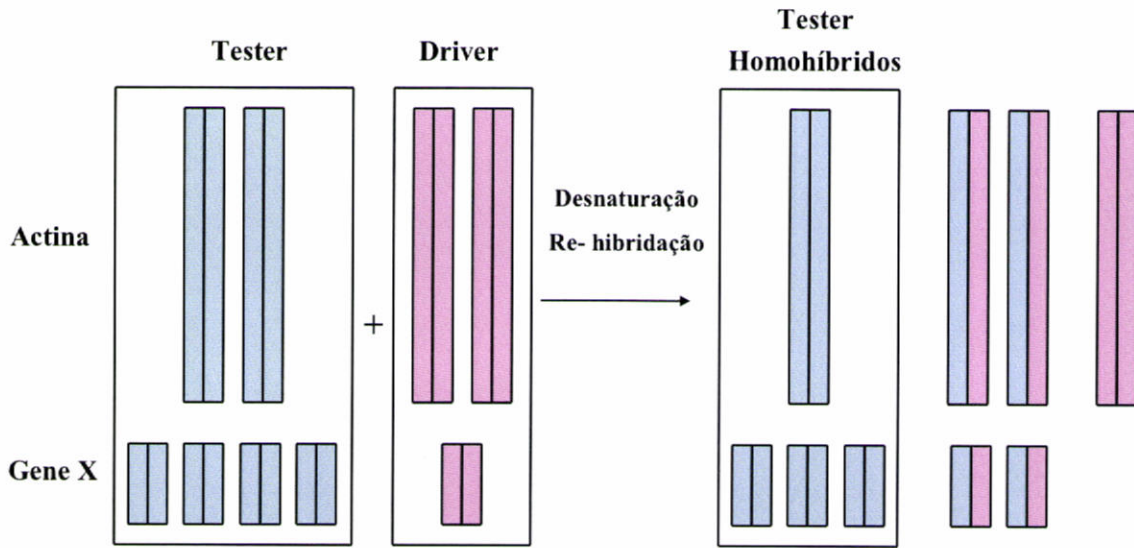 Tester
Driver
Tester
Homohíbridos
Actina
Gene X
+
Desnaturação
Re- hibridação